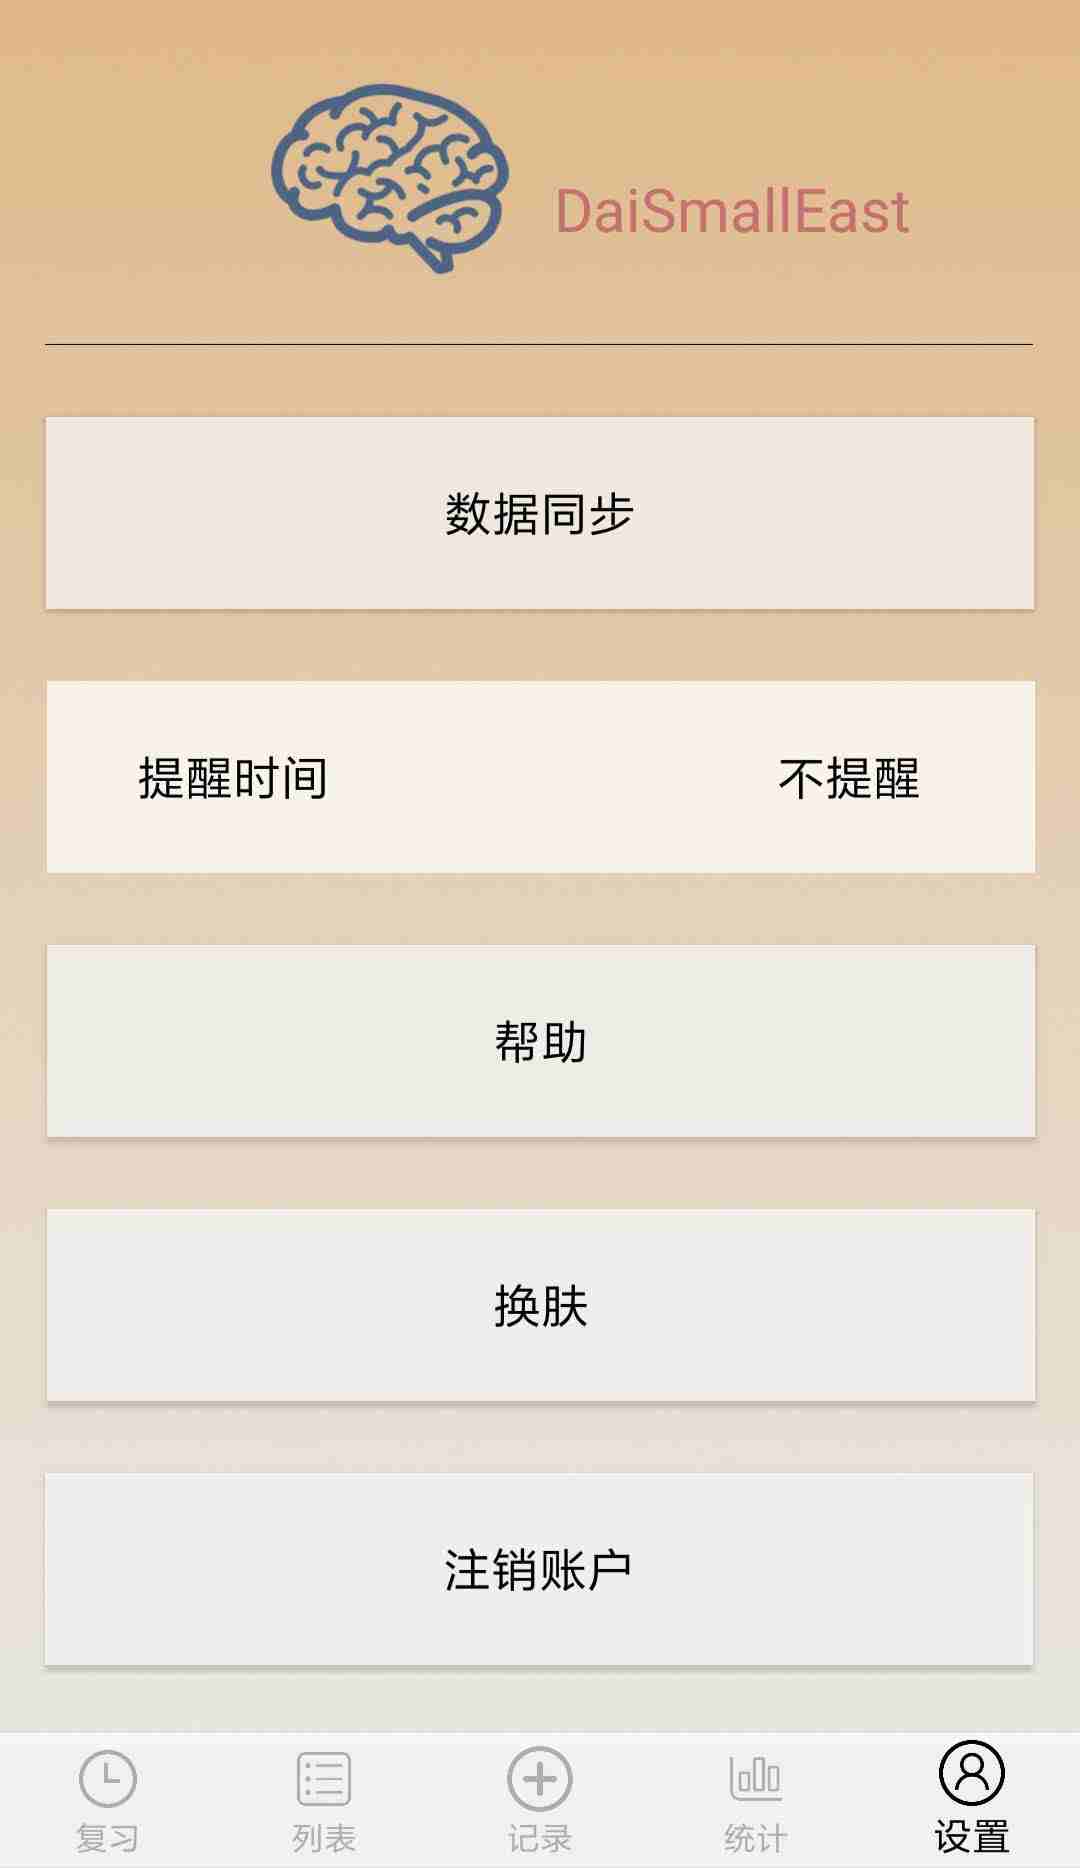 DaiSmallEast
数据同步
提醒时间 不提醒
帮助
换肤
注销账户
复习 列表 记录 统计 设置